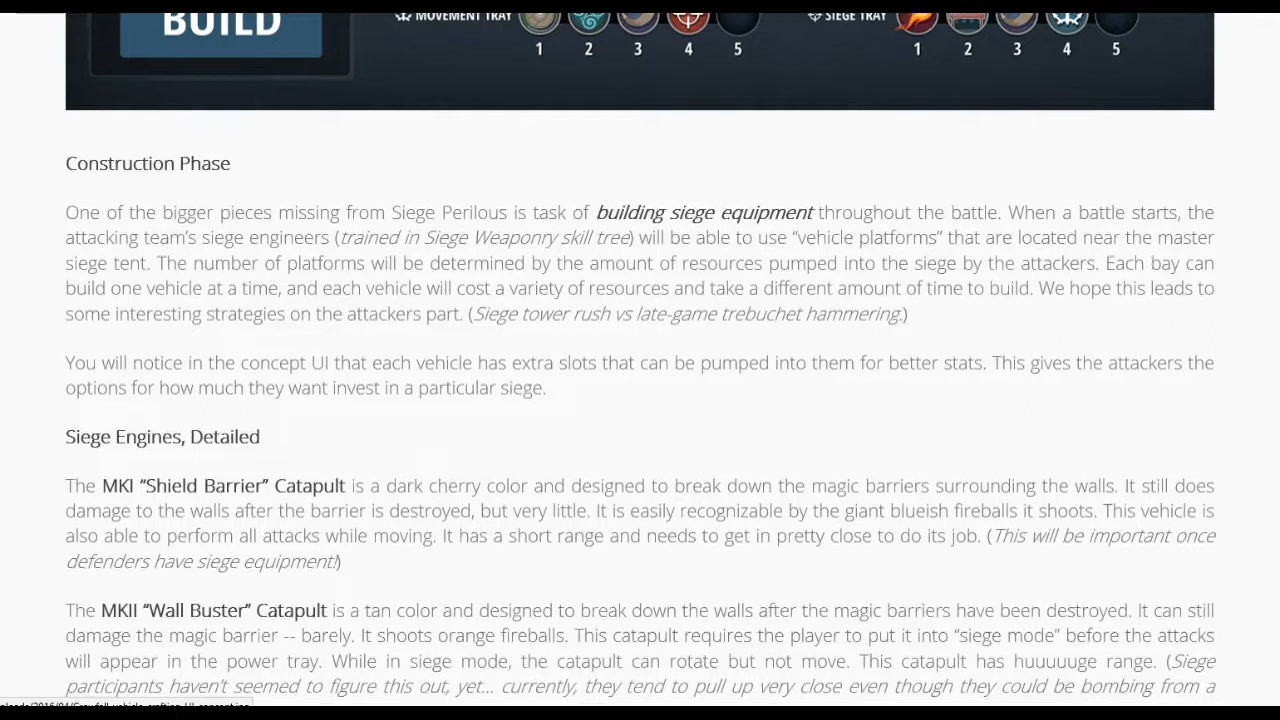 BUILD
MOVEMENT TRAY
1 2 3 4 5
SIEGE TRAY
1 2 3 4 5
Construction Phase
One of the bigger pieces missing from Siege Perilous is task of building siege equipment throughout the battle. When a battle starts, the
attacking team's siege engineers (trained in Siege Weaponry skill tree) will be able to use “vehicle platforms” that are located near the master
siege tent. The number of platforms will be determined by the amount of resources pumped into the siege by the attackers. Each bay can
build one vehicle at a time, and each vehicle will cost a variety of resources and take a different amount of time to build. We hope this leads to
some interesting strategies on the attackers part. (Siege tower rush vs late-game trebuchet hammering.)
You will notice in the concept UI that each vehicle has extra slots that can be pumped into them for better stats. This gives the attackers the
options for how much they want invest in a particular siege.
Siege Engines, Detailed
The MKI “Shield Barrier” Catapult is a dark cherry color and designed to break down the magic barriers surrounding the walls. It still does
damage to the walls after the barrier is destroyed, but very little. It is easily recognizable by the giant blueish fireballs it shoots. This vehicle is
also able to perform all attacks while moving. It has a short range and needs to get in pretty close to do its job. (This will be important once
defenders have siege equipment!)
The MKII “Wall Buster” Catapult is a tan color and designed to break down the walls after the magic barriers have been destroyed. It can still
damage the magic barrier -- barely. It shoots orange fireballs. This catapult requires the player to put it into “siege mode” before the attacks
will appear in the power tray. While in siege mode, the catapult can rotate but not move. This catapult has huuuuuge range. (Siege
participants haven't seemed to figure this out, yet... currently, they tend to pull up very close even though they could be bombing from a